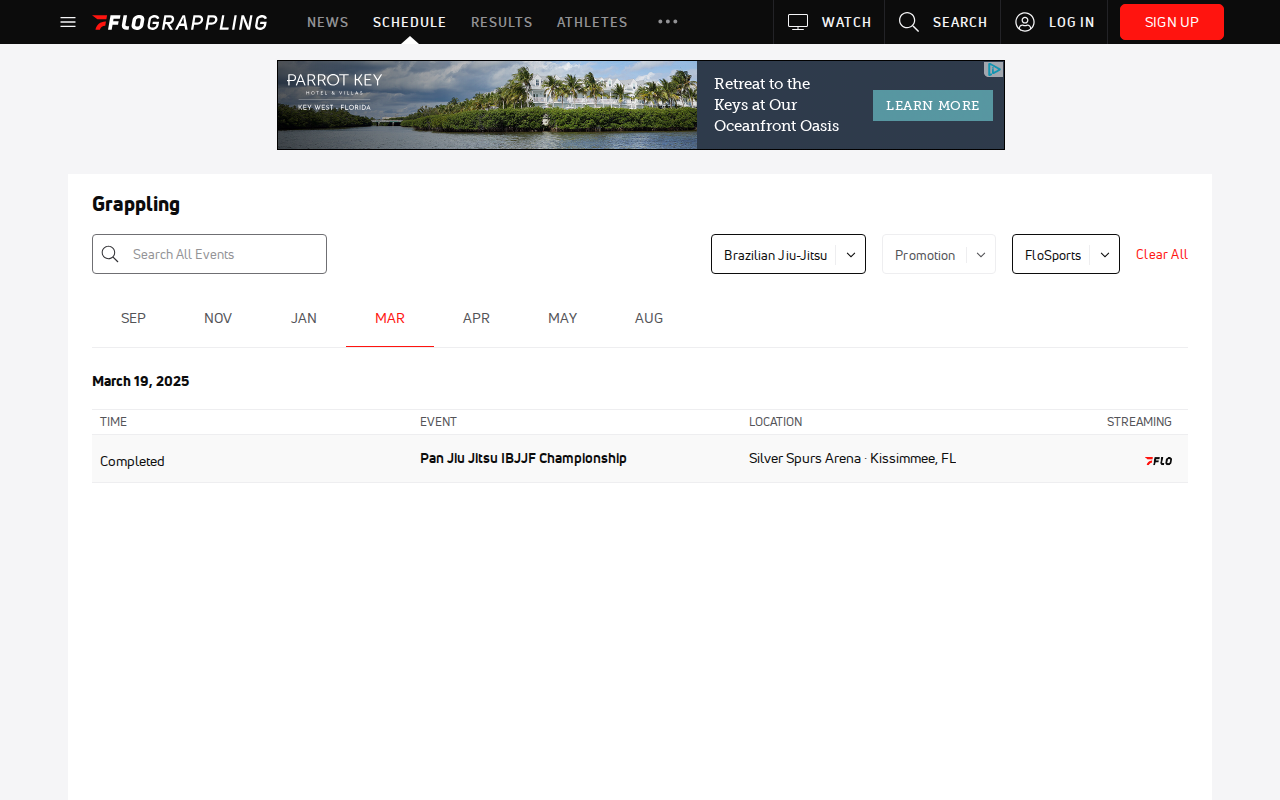 FLOGRAPPLING NEWS SCHEDULE RESULTS ATHLETES ••• WATCH SEARCH LOG IN SIGN UP
PARROT KEY
HOTEL & VILLAS
KEY WEST • FLORIDA
Retreat to the
Keys at Our
Oceanfront Oasis
LEARN MORE
Grappling
Search All Events Brazilian Jiu-Jitsu Promotion FloSports Clear All
SEP NOV JAN MAR APR MAY AUG
March 19, 2025
TIME EVENT LOCATION STREAMING
Completed Pan Jiu Jitsu IBJJF Championship Silver Spurs Arena · Kissimmee, FL FLO